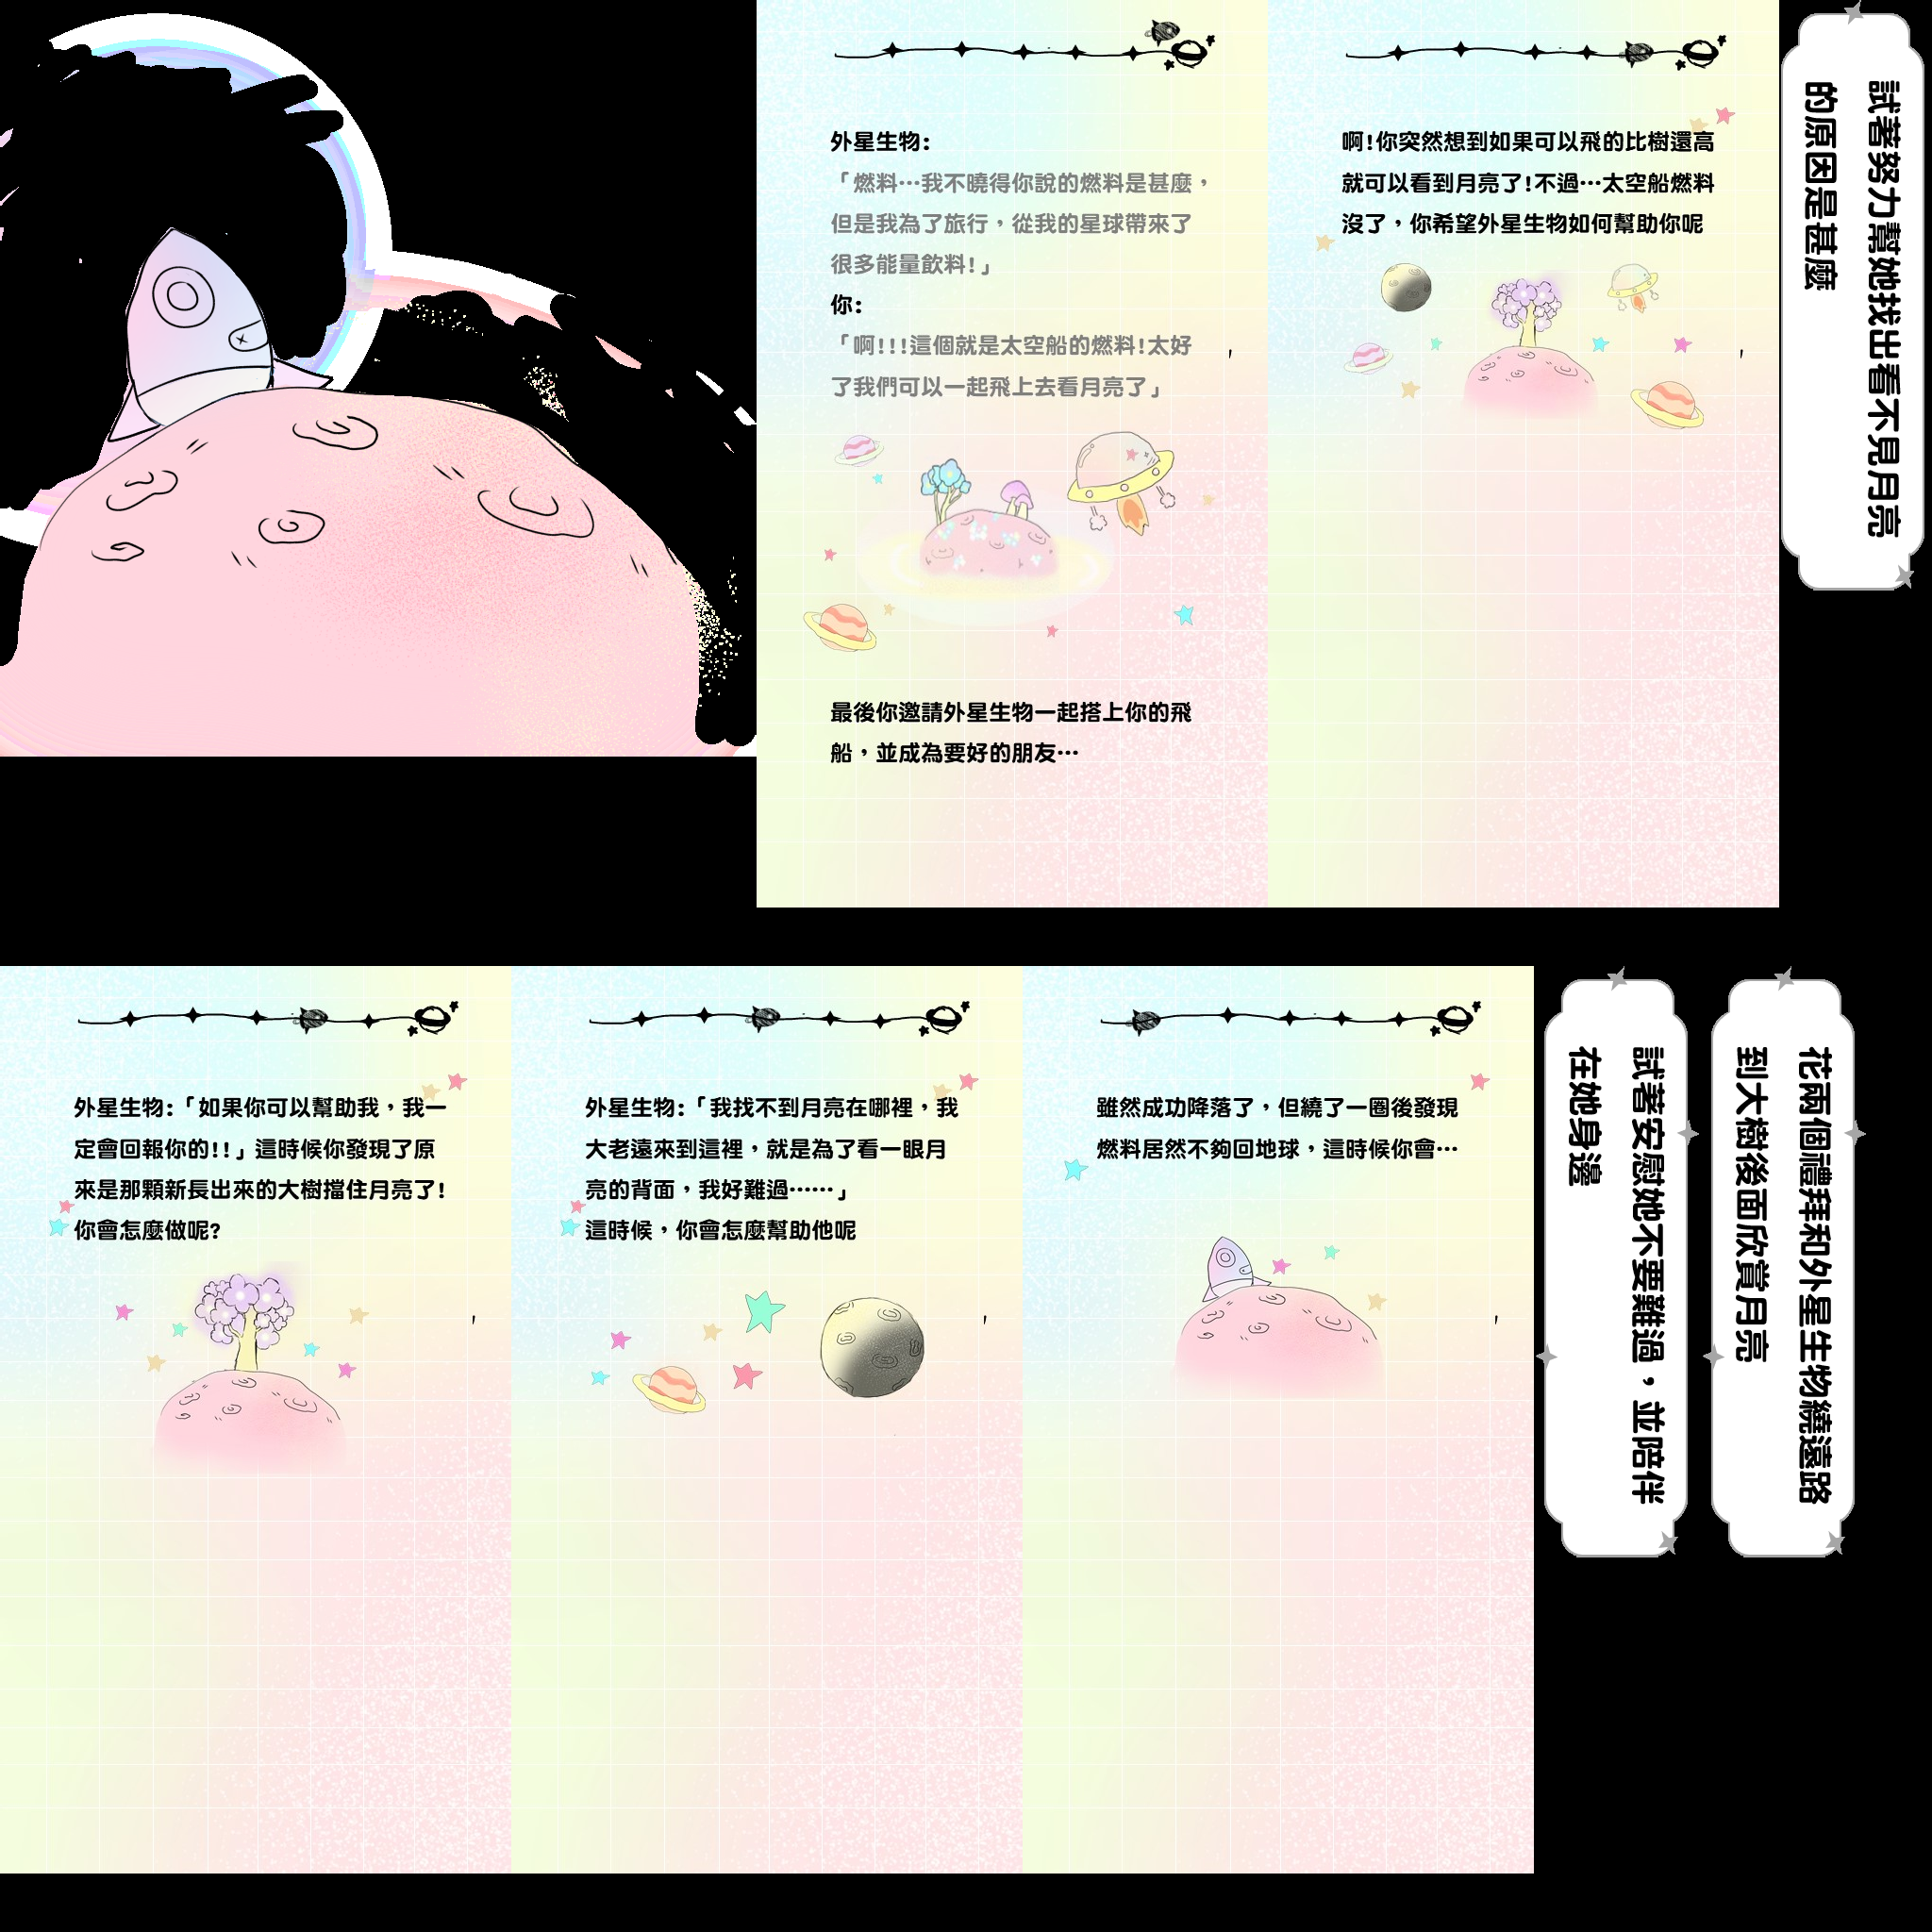 外星生物:
「燃料…我不曉得你說的燃料是甚麼，
但是我為了旅行，從我的星球帶來了
很多能量飲料!」
你:
「啊!!!這個就是太空船的燃料!太好
了我們可以一起飛上去看月亮了」
最後你邀請外星生物一起搭上你的飛
船，並成為要好的朋友…
啊!你突然想到如果可以飛的比樹還高
就可以看到月亮了!不過…太空船燃料
沒了，你希望外星生物如何幫助你呢
試著努力幫她找出看不見月亮
的原因是甚麼
外星生物:「如果你可以幫助我，我一
定會回報你的!!」這時候你發現了原
來是那顆新長出來的大樹擋住月亮了!
你會怎麼做呢?
外星生物:「我找不到月亮在哪裡，我
大老遠來到這裡，就是為了看一眼月
亮的背面，我好難過……」
這時候，你會怎麼幫助他呢
雖然成功降落了，但繞了一圈後發現
燃料居然不夠回地球，這時候你會…
試著安慰她不要難過，並陪伴
在她身邊
花兩個禮拜和外星生物繞遠路
到大樹後面欣賞月亮